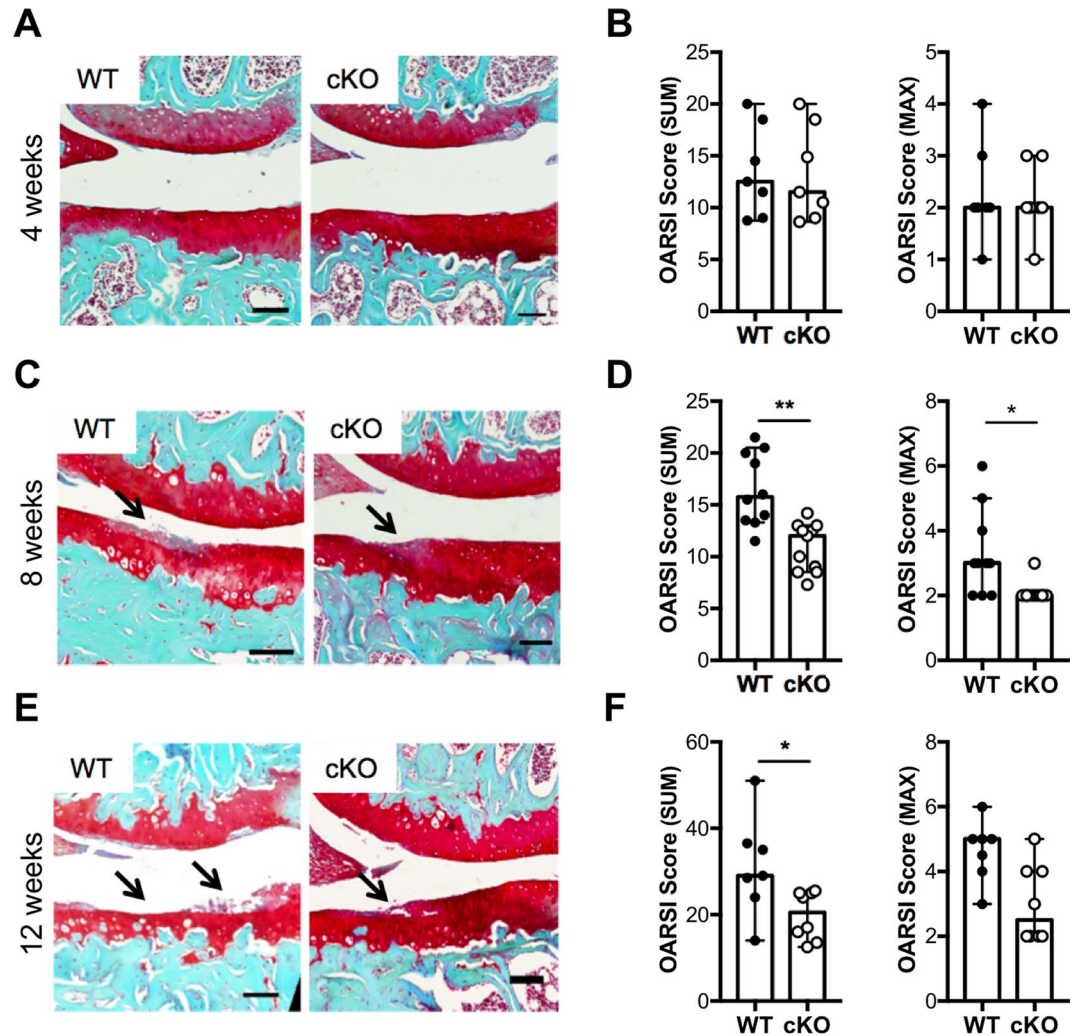 A
WT
cKO
4 weeks
B
OARSI Score (SUM)
25
20
15
10
5
0
WT
cKO
OARSI Score (MAX)
5
4
3
2
1
0
WT
cKO
C
WT
cKO
8 weeks
D
OARSI Score (SUM)
25
20
15
10
5
0
**
WT
cKO
OARSI Score (MAX)
8
6
4
2
0
*
WT
cKO
E
WT
cKO
12 weeks
F
OARSI Score (SUM)
60
40
20
0
*
WT
cKO
OARSI Score (MAX)
8
6
4
2
0
WT
cKO